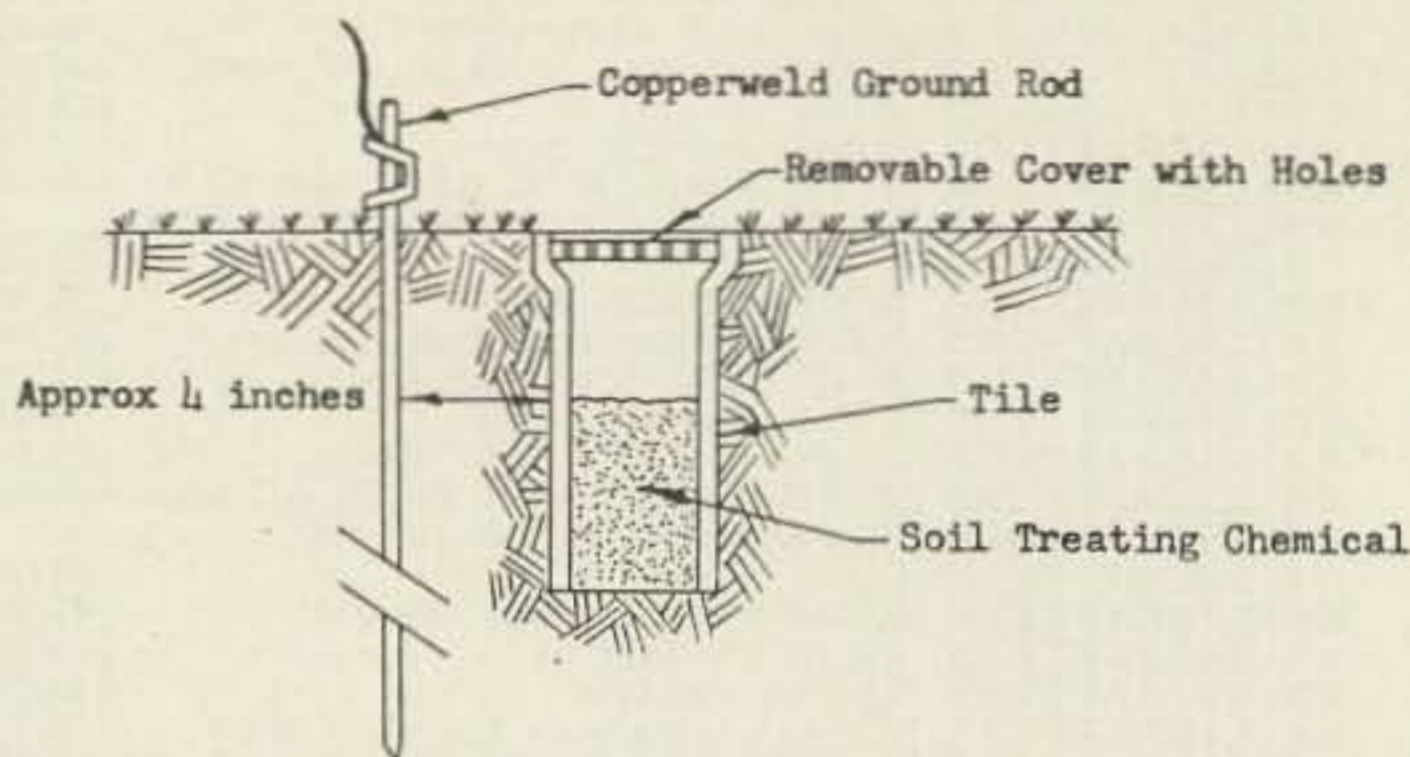 Copperweld Ground Rod
Removable Cover with Holes
Approx 4 inches
Tile
Soil Treating Chemical